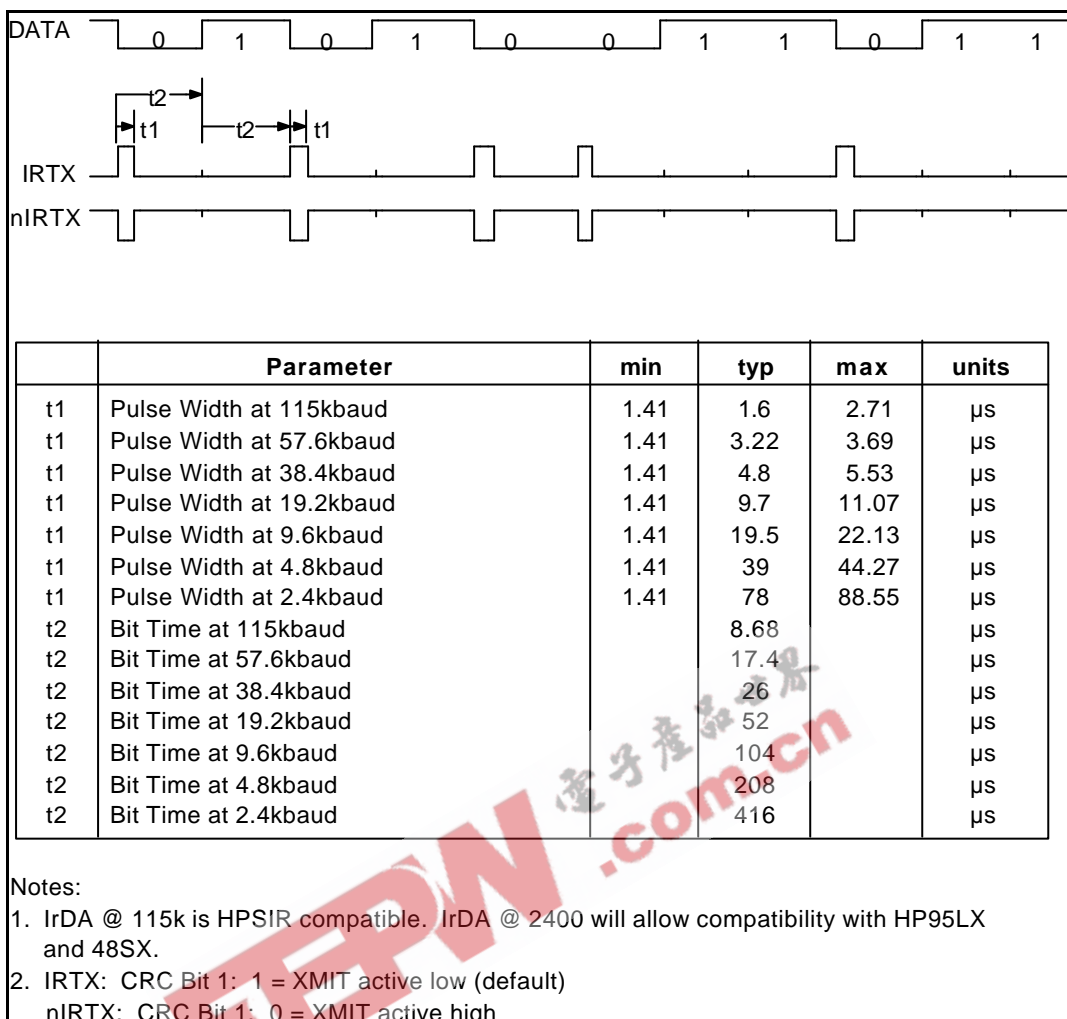 DATA 0 1 0 1 0 0 1 1 0 1 1
t2
t1 t2 t1
IRTX
nIRTX
Parameter min typ max units
t1 Pulse Width at 115kbaud 1.41 1.6 2.71 µs
t1 Pulse Width at 57.6kbaud 1.41 3.22 3.69 µs
t1 Pulse Width at 38.4kbaud 1.41 4.8 5.53 µs
t1 Pulse Width at 19.2kbaud 1.41 9.7 11.07 µs
t1 Pulse Width at 9.6kbaud 1.41 19.5 22.13 µs
t1 Pulse Width at 4.8kbaud 1.41 39 44.27 µs
t1 Pulse Width at 2.4kbaud 1.41 78 88.55 µs
t2 Bit Time at 115kbaud 8.68 µs
t2 Bit Time at 57.6kbaud 17.4 µs
t2 Bit Time at 38.4kbaud 26 µs
t2 Bit Time at 19.2kbaud 52 µs
t2 Bit Time at 9.6kbaud 104 µs
t2 Bit Time at 4.8kbaud 208 µs
t2 Bit Time at 2.4kbaud 416 µs
電子產品世界
.com.cn
Notes:
1. IrDA @ 115k is HPSIR compatible. IrDA @ 2400 will allow compatibility with HP95LX
and 48SX.
2. IRTX: CRC Bit 1: 1 = XMIT active low (default)
nIRTX: CRC Bit 1: 0 = XMIT active high